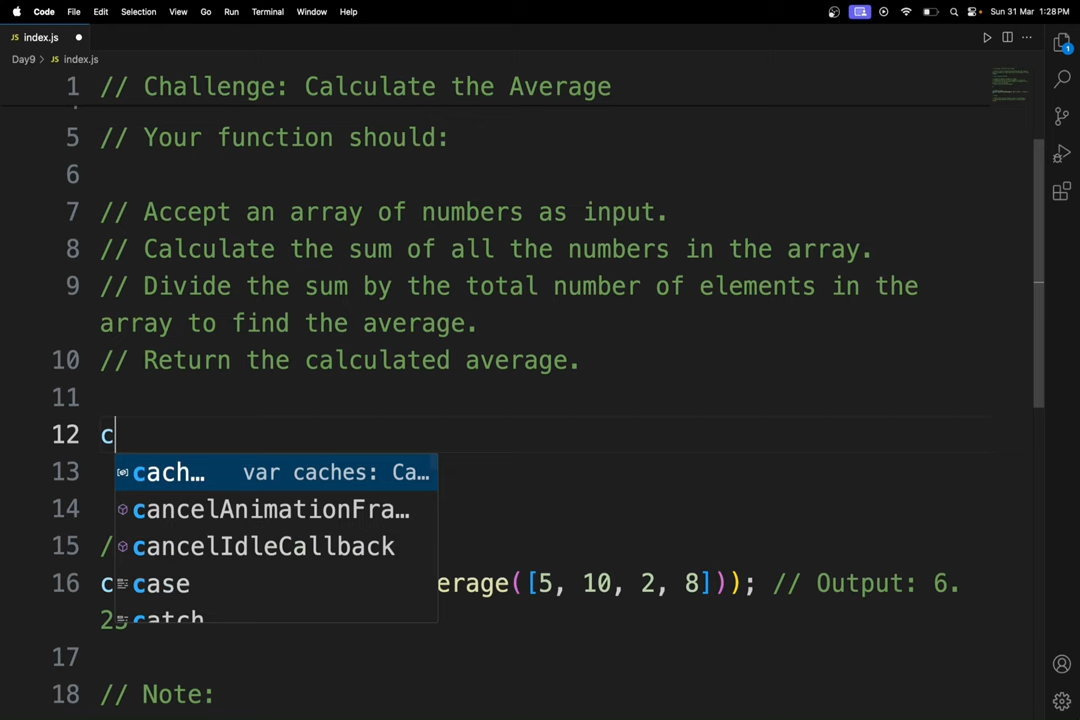 Code File Edit Selection View Go Run Terminal Window Help Sun 31 Mar 1:28 PM
JS index.js
Day9 > JS index.js
1 // Challenge: Calculate the Average
5 // Your function should:
6
7 // Accept an array of numbers as input.
8 // Calculate the sum of all the numbers in the array.
9 // Divide the sum by the total number of elements in the
array to find the average.
10 // Return the calculated average.
11
12 c
13 cach… var caches: Ca…
14 cancelAnimationFra…
15 / cancelIdleCallback
16 c case erage([5, 10, 2, 8])); // Output: 6.
25 catch
17
18 // Note:
1